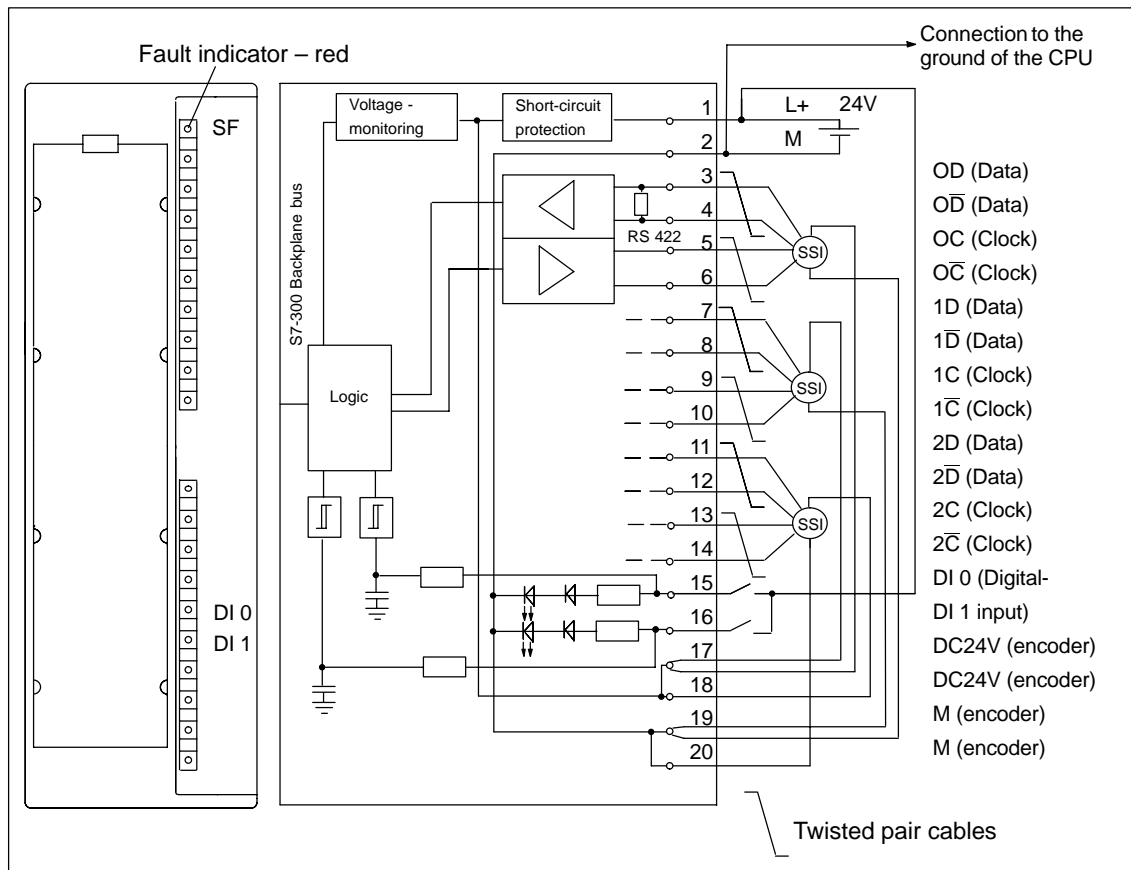 Fault indicator – red
Connection to the
ground of the CPU
SF
DI 0
DI 1
Voltage -
monitoring
Short-circuit
protection
S7-300 Backplane bus
Logic
RS 422
1
2
3
4
5
6
7
8
9
10
11
12
13
14
15
16
17
18
19
20
L+
24V
M
SSI
SSI
SSI
OD (Data)
OD̅ (Data)
OC (Clock)
OC̅ (Clock)
1D (Data)
1D̅ (Data)
1C (Clock)
1C̅ (Clock)
2D (Data)
2D̅ (Data)
2C (Clock)
2C̅ (Clock)
DI 0 (Digital-
DI 1 input)
DC24V (encoder)
DC24V (encoder)
M (encoder)
M (encoder)
Twisted pair cables